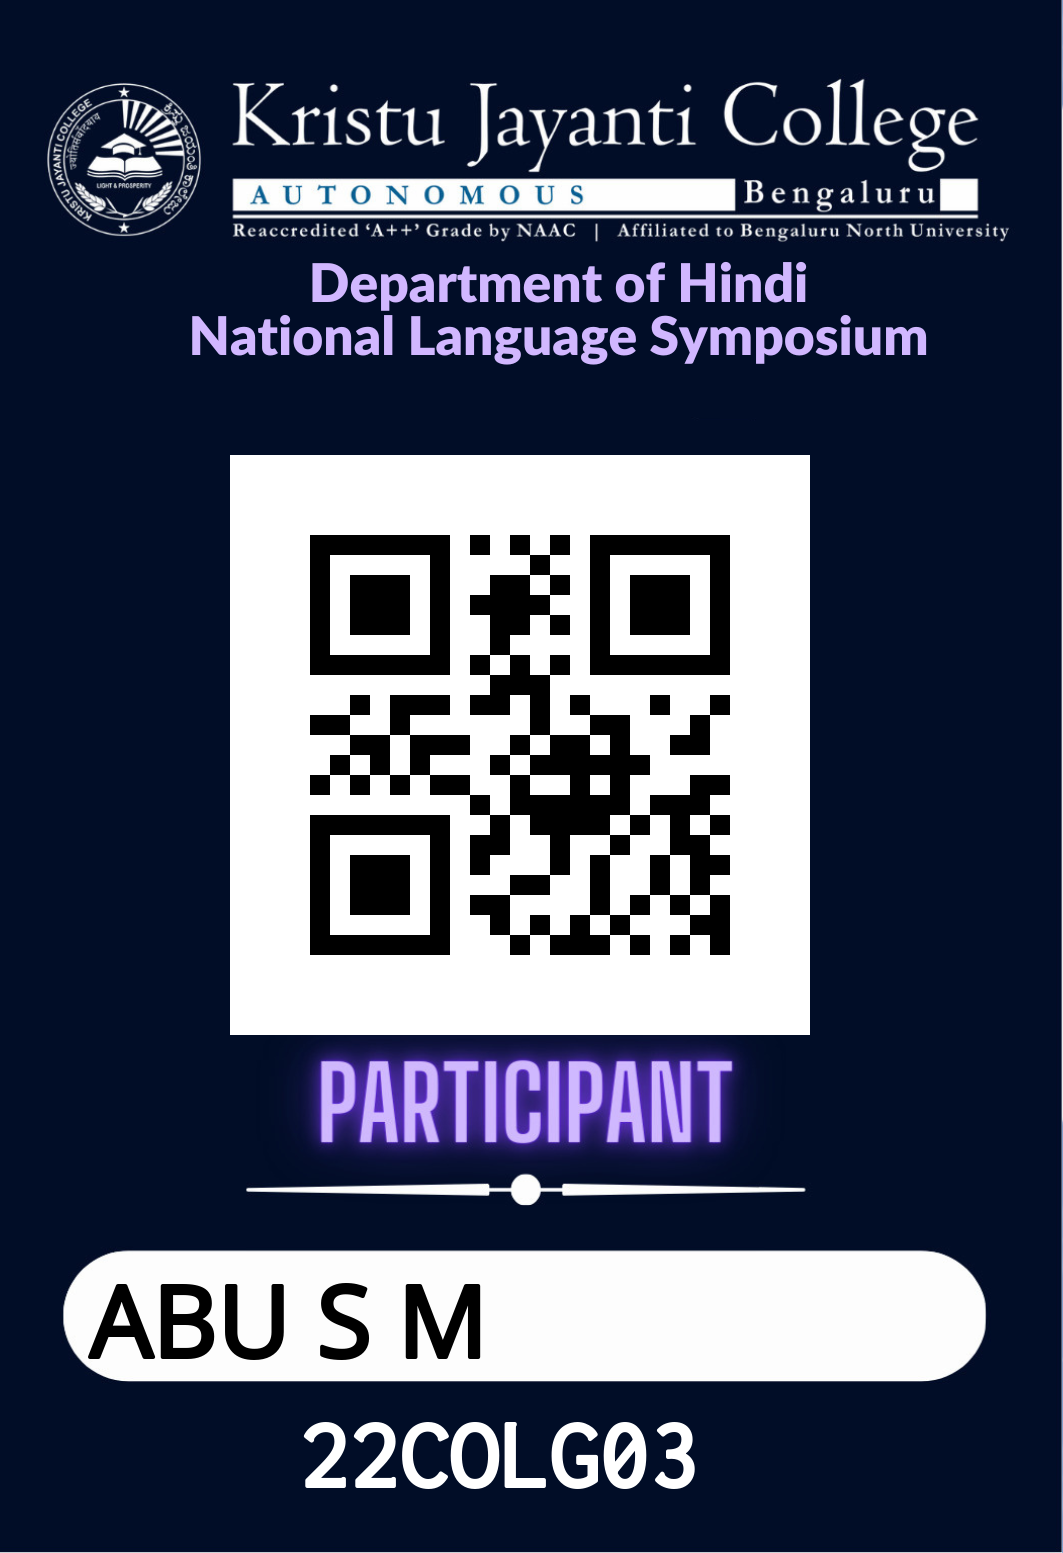 Kristu Jayanti College
AUTONOMOUS Bengaluru
Reaccredited ‘A++’ Grade by NAAC | Affiliated to Bengaluru North University
KRISTU JAYANTI COLLEGE
LIGHT & PROSPERITY
Department of Hindi
National Language Symposium
PARTICIPANT
ABU S M
22COLG03